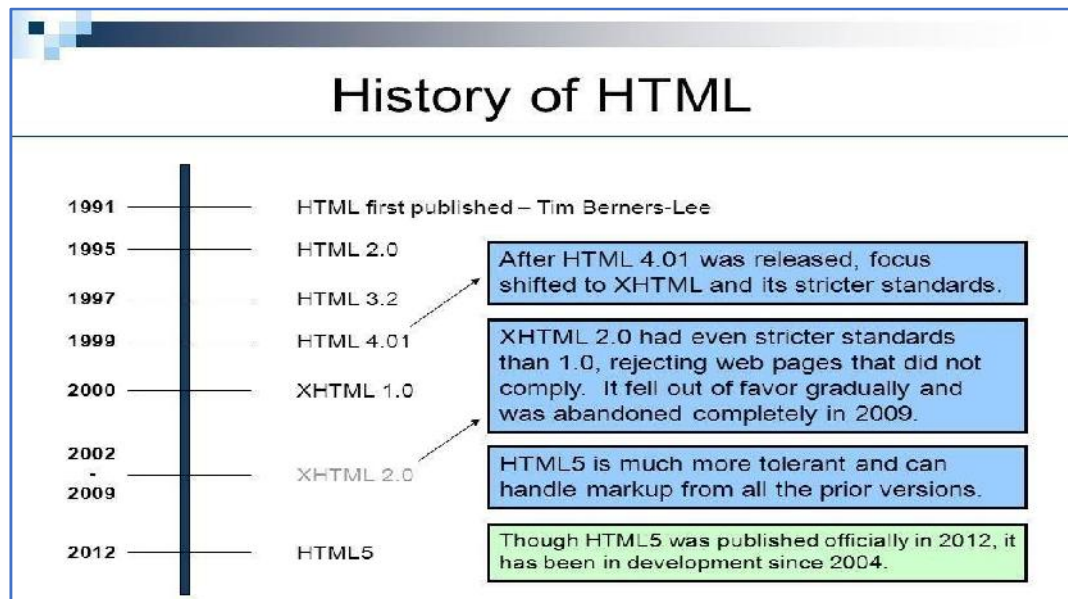 History of HTML
1991
HTML first published – Tim Berners-Lee
1995
HTML 2.0
After HTML 4.01 was released, focus
shifted to XHTML and its stricter standards.
1997
HTML 3.2
1999
HTML 4.01
XHTML 2.0 had even stricter standards
than 1.0, rejecting web pages that did not
comply. It fell out of favor gradually and
was abandoned completely in 2009.
2000
XHTML 1.0
2002
-
2009
XHTML 2.0
HTML5 is much more tolerant and can
handle markup from all the prior versions.
2012
HTML5
Though HTML5 was published officially in 2012, it
has been in development since 2004.